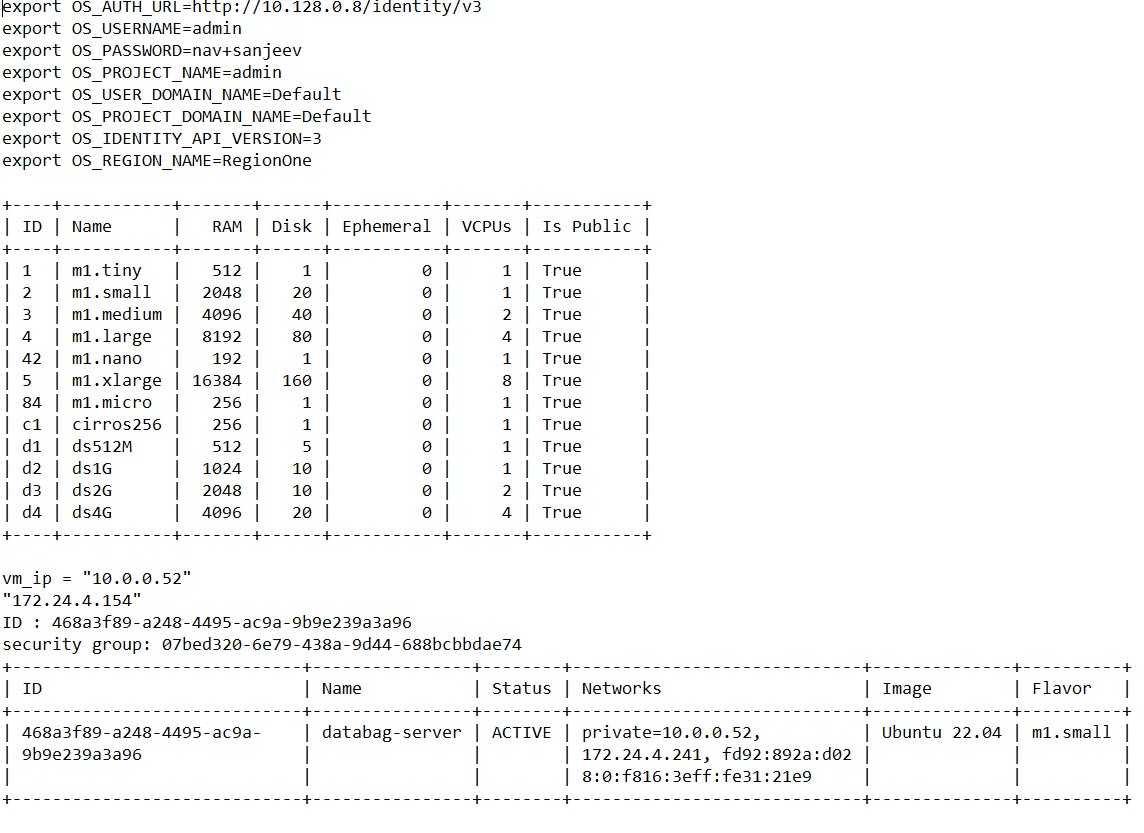 export OS_AUTH_URL=http://10.128.0.8/identity/v3
export OS_USERNAME=admin
export OS_PASSWORD=nav+sanjeev
export OS_PROJECT_NAME=admin
export OS_USER_DOMAIN_NAME=Default
export OS_PROJECT_DOMAIN_NAME=Default
export OS_IDENTITY_API_VERSION=3
export OS_REGION_NAME=RegionOne

+----+-----------+-------+------+-----------+-------+-----------+
| ID | Name      |   RAM | Disk | Ephemeral | VCPUs | Is Public |
+----+-----------+-------+------+-----------+-------+-----------+
| 1  | m1.tiny   |   512 |    1 |         0 |     1 | True      |
| 2  | m1.small  |  2048 |   20 |         0 |     1 | True      |
| 3  | m1.medium |  4096 |   40 |         0 |     2 | True      |
| 4  | m1.large  |  8192 |   80 |         0 |     4 | True      |
| 42 | m1.nano   |   192 |    1 |         0 |     1 | True      |
| 5  | m1.xlarge | 16384 |  160 |         0 |     8 | True      |
| 84 | m1.micro  |   256 |    1 |         0 |     1 | True      |
| c1 | cirros256 |   256 |    1 |         0 |     1 | True      |
| d1 | ds512M    |   512 |    5 |         0 |     1 | True      |
| d2 | ds1G      |  1024 |   10 |         0 |     1 | True      |
| d3 | ds2G      |  2048 |   10 |         0 |     2 | True      |
| d4 | ds4G      |  4096 |   20 |         0 |     4 | True      |
+----+-----------+-------+------+-----------+-------+-----------+

vm_ip = "10.0.0.52"
"172.24.4.154"
ID : 468a3f89-a248-4495-ac9a-9b9e239a3a96
security group: 07bed320-6e79-438a-9d44-688bcbbdae74
+-----------------------------+----------------+--------+-----------------------------+--------------+----------+
| ID                          | Name           | Status | Networks                    | Image        | Flavor   |
+-----------------------------+----------------+--------+-----------------------------+--------------+----------+
| 468a3f89-a248-4495-ac9a-    | databag-server | ACTIVE | private=10.0.0.52,          | Ubuntu 22.04 | m1.small |
| 9b9e239a3a96                |                |        | 172.24.4.241, fd92:892a:d02 |              |          |
|                             |                |        | 8:0:f816:3eff:fe31:21e9     |              |          |
+-----------------------------+----------------+--------+-----------------------------+--------------+----------+